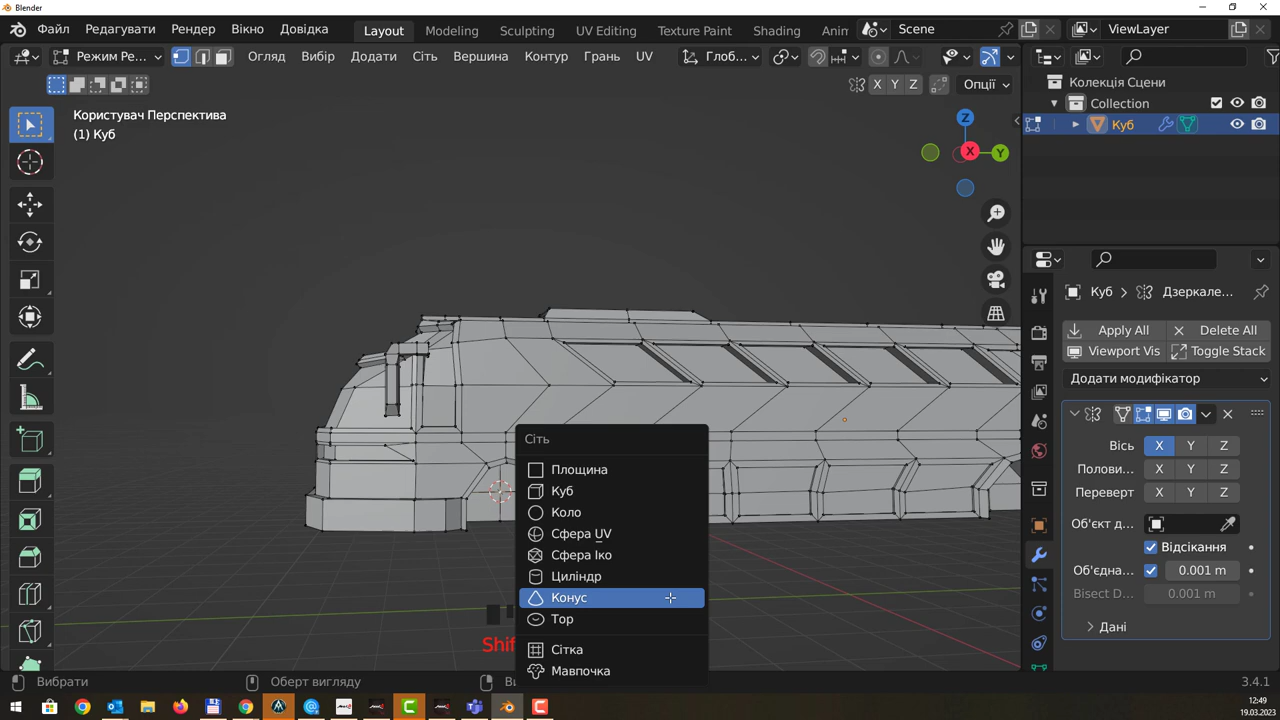 Blender
Файл Редагувати Рендер Вікно Довідка Layout Modeling Sculpting UV Editing Texture Paint Shading Anin Scene ViewLayer
Режим Ре... Огляд Вибір Додати Сіть Вершина Контур Грань UV Глоб...
X Y Z Опції
Користувач Перспектива
(1) Куб
Z
X
Y
Колекція Сцени
Collection
Куб
Куб Дзеркале...
Apply All Delete All
Viewport Vis Toggle Stack
Додати модифікатор
Вісь X Y Z
Полови... X Y Z
Переверт X Y Z
Об'єкт д...
Відсікання
Об'єдна... 0.001 m
Bisect D... 0.001 m
Дані
Сіть
Площина
Куб
Коло
Сфера UV
Сфера Іко
Циліндр
Конус
Тор
Сітка
Мавпочка
Shif
Вибрати Оберт вигляду Ви 3.4.1
12:49
19.03.2023